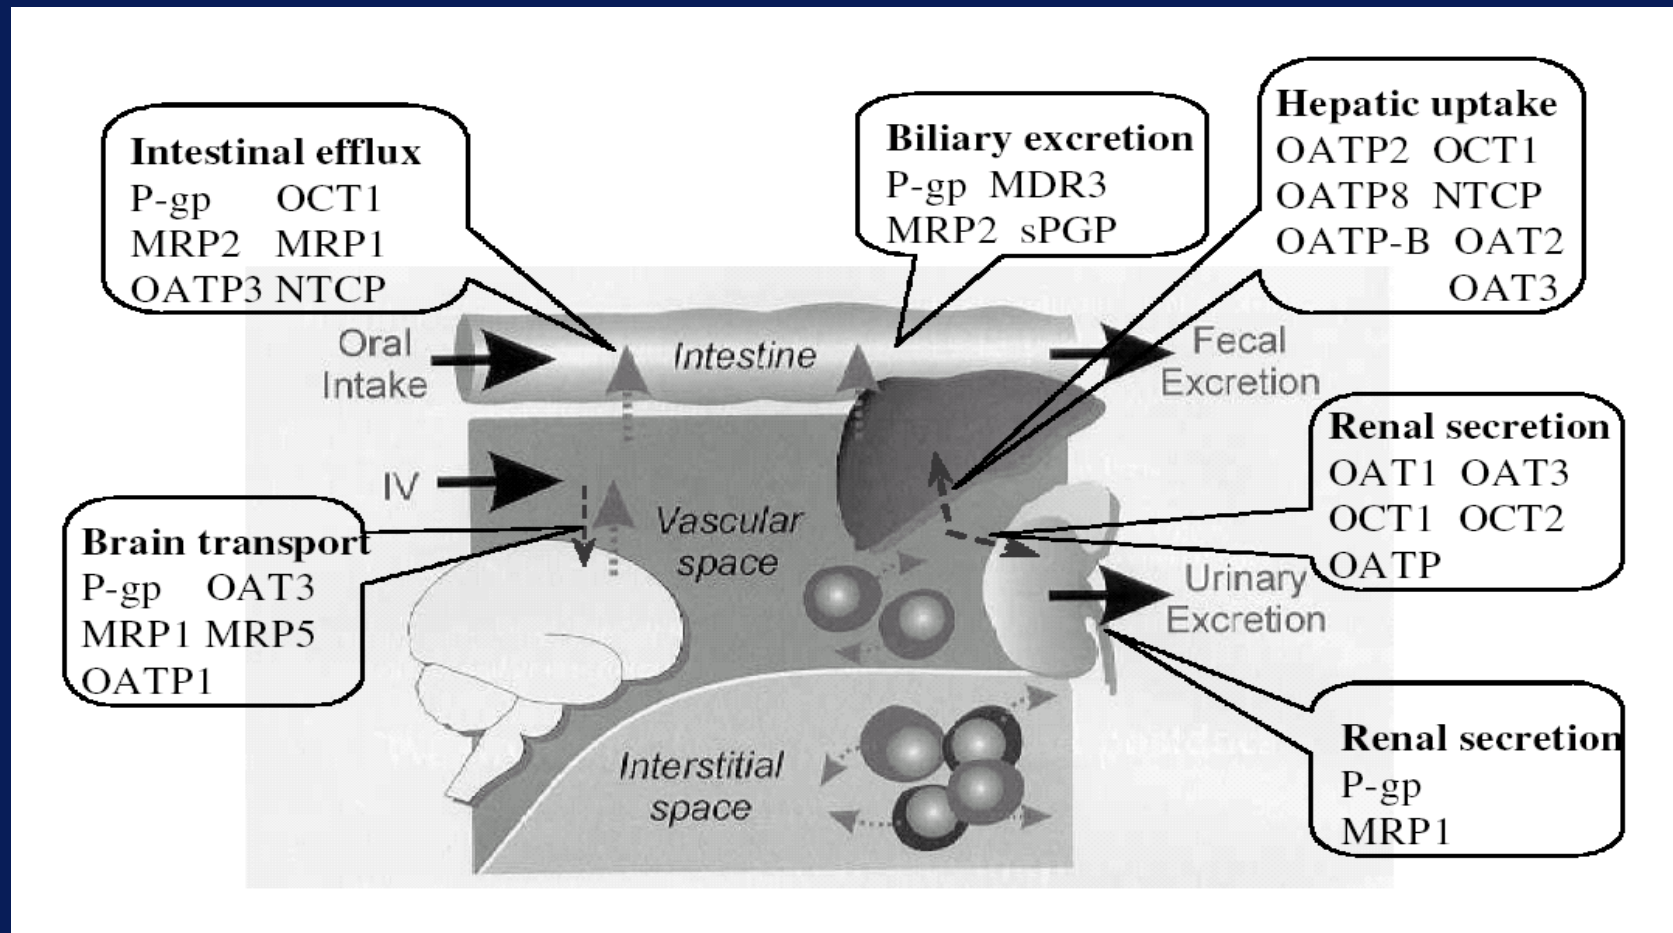 Intestinal efflux
P-gp OCT1
MRP2 MRP1
OATP3 NTCP
Biliary excretion
P-gp MDR3
MRP2 sPGP
Hepatic uptake
OATP2 OCT1
OATP8 NTCP
OATP-B OAT2
OAT3
Oral
Intake
Intestine
Fecal
Excretion
IV
Vascular
space
Renal secretion
OAT1 OAT3
OCT1 OCT2
OATP
Brain transport
P-gp OAT3
MRP1 MRP5
OATP1
Urinary
Excretion
Interstitial
space
Renal secretion
P-gp
MRP1